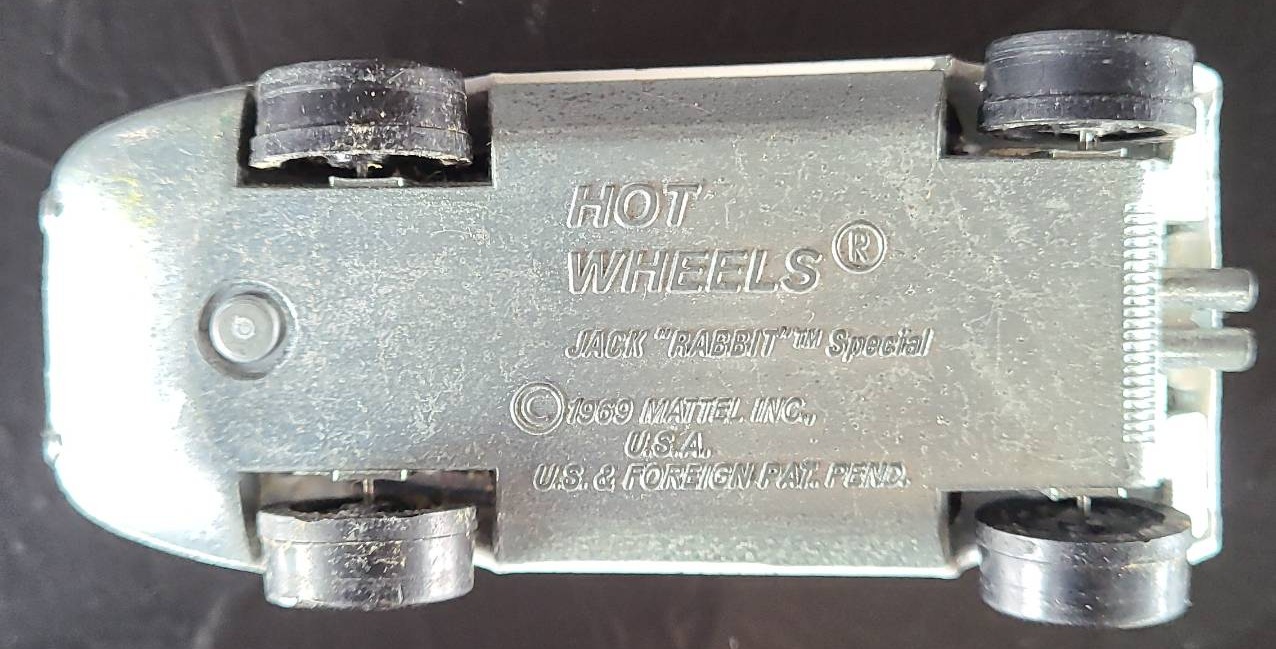 HOT
WHEELS®
JACK "RABBIT"™ Special
©1969 MATTEL INC.,
U.S.A.
U.S. & FOREIGN PAT. PEND.